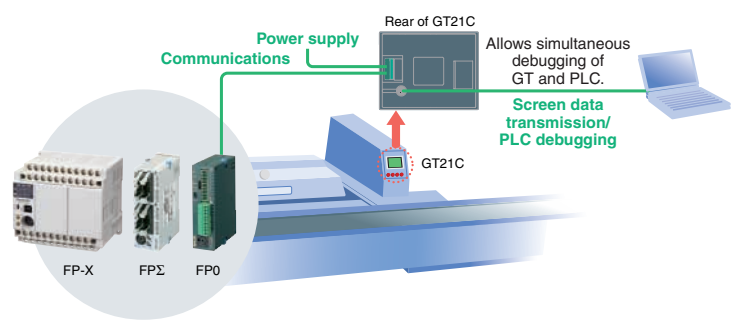 Rear of GT21C
Power supply
Communications
Allows simultaneous
debugging of
GT and PLC.
Screen data
transmission/
PLC debugging
GT21C
FP-X
FPΣ
FP0